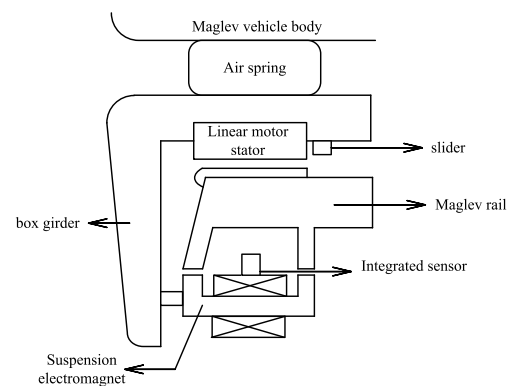 Maglev vehicle body
Air spring
Linear motor
stator
slider
Maglev rail
box girder
Integrated sensor
Suspension
electromagnet